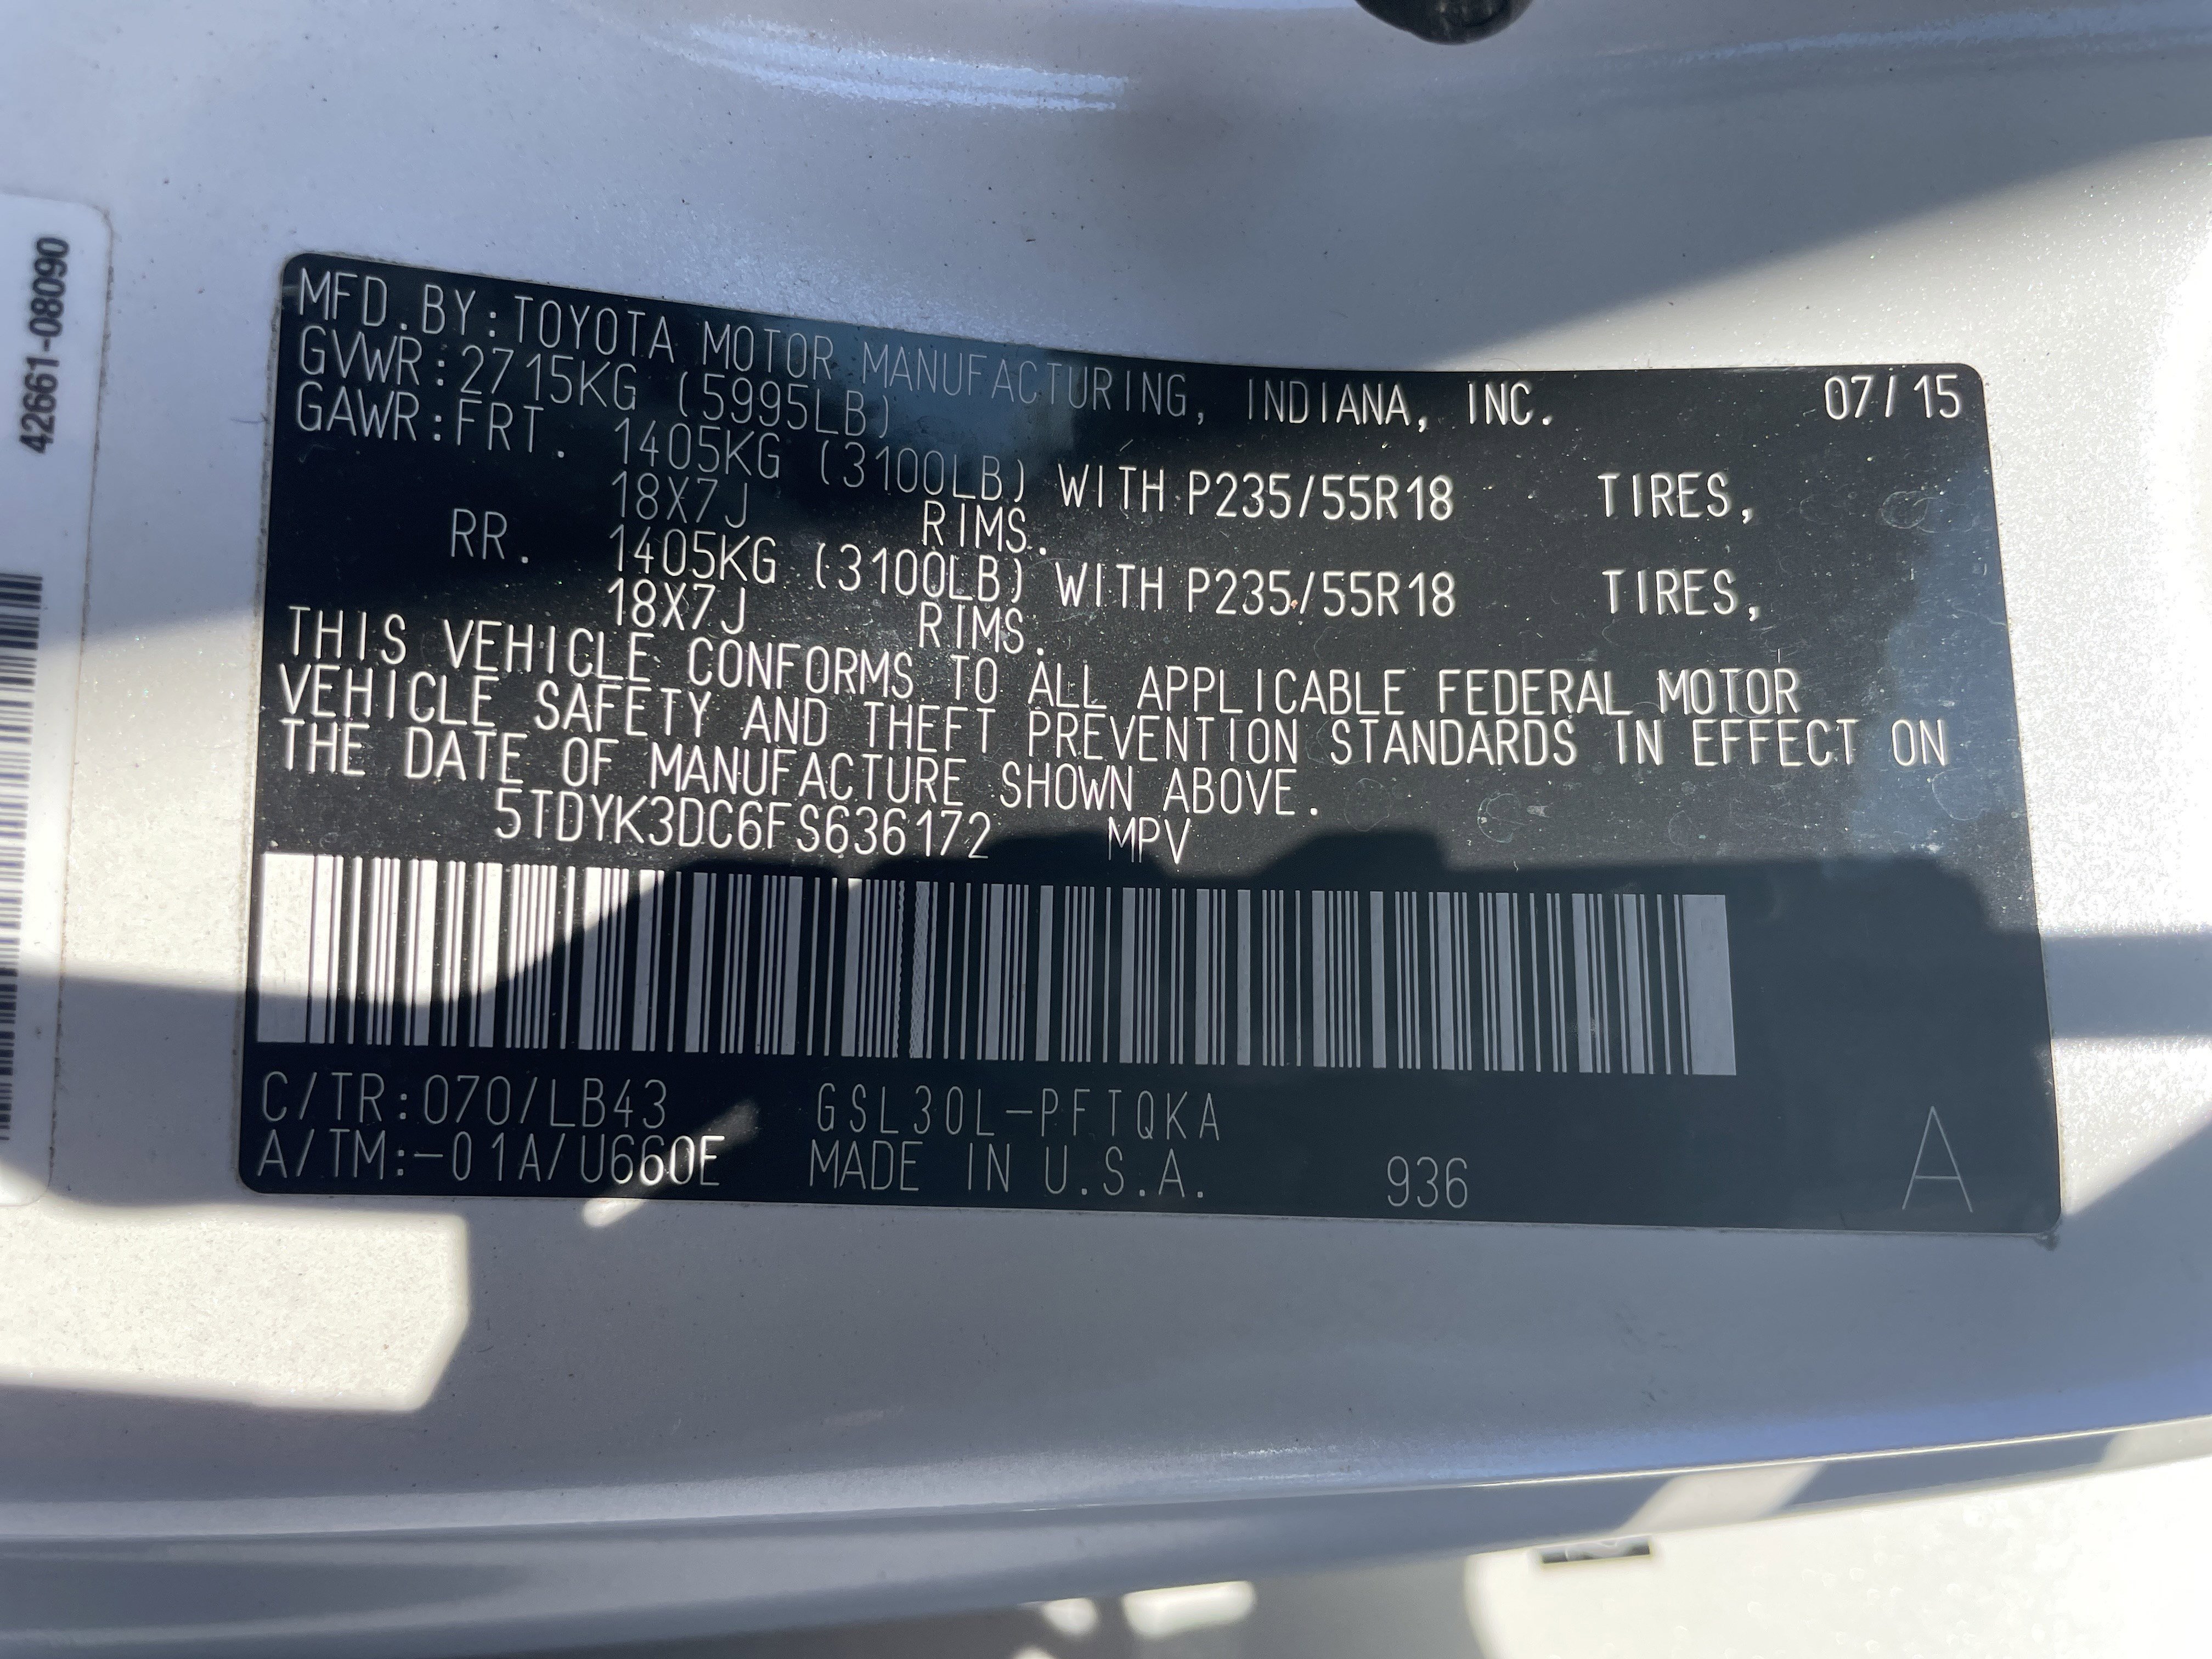 42661-08090
MFD.BY:TOYOTA MOTOR MANUFACTURING, INDIANA, INC. 07/15
GVWR:2715KG (5995LB)
GAWR:FRT. 1405KG (3100LB) WITH P235/55R18 TIRES,
18X7J RIMS.
RR. 1405KG (3100LB) WITH P235/55R18 TIRES,
18X7J RIMS.
THIS VEHICLE CONFORMS TO ALL APPLICABLE FEDERAL MOTOR
VEHICLE SAFETY AND THEFT PREVENTION STANDARDS IN EFFECT ON
THE DATE OF MANUFACTURE SHOWN ABOVE.
5TDYK3DC6FS636172 MPV
C/TR:070/LB43 GSL30L-PFTQKA
A/TM:-01A/U660E MADE IN U.S.A. 936 A